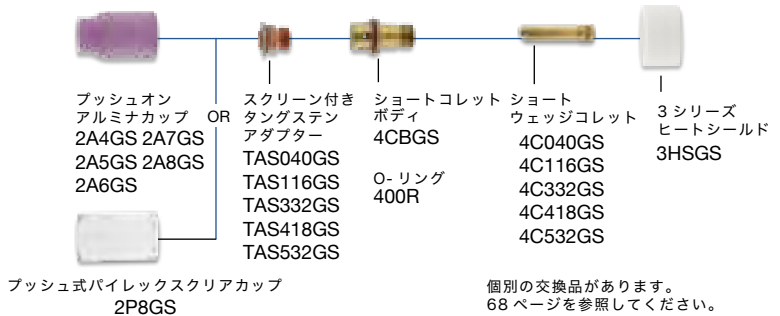 プッシュオン
アルミナカップ
2A4GS 2A7GS
2A5GS 2A8GS
2A6GS
OR
プッシュ式パイレックスクリアカップ
2P8GS
スクリーン付き
タングステン
アダプター
TAS040GS
TAS116GS
TAS332GS
TAS418GS
TAS532GS
ショートコレット
ボディ
4CBGS
O- リング
400R
ショート
ウェッジコレット
4C040GS
4C116GS
4C332GS
4C418GS
4C532GS
3 シリーズ
ヒートシールド
3HSGS
個別の交換品があります。
68 ページを参照してください。